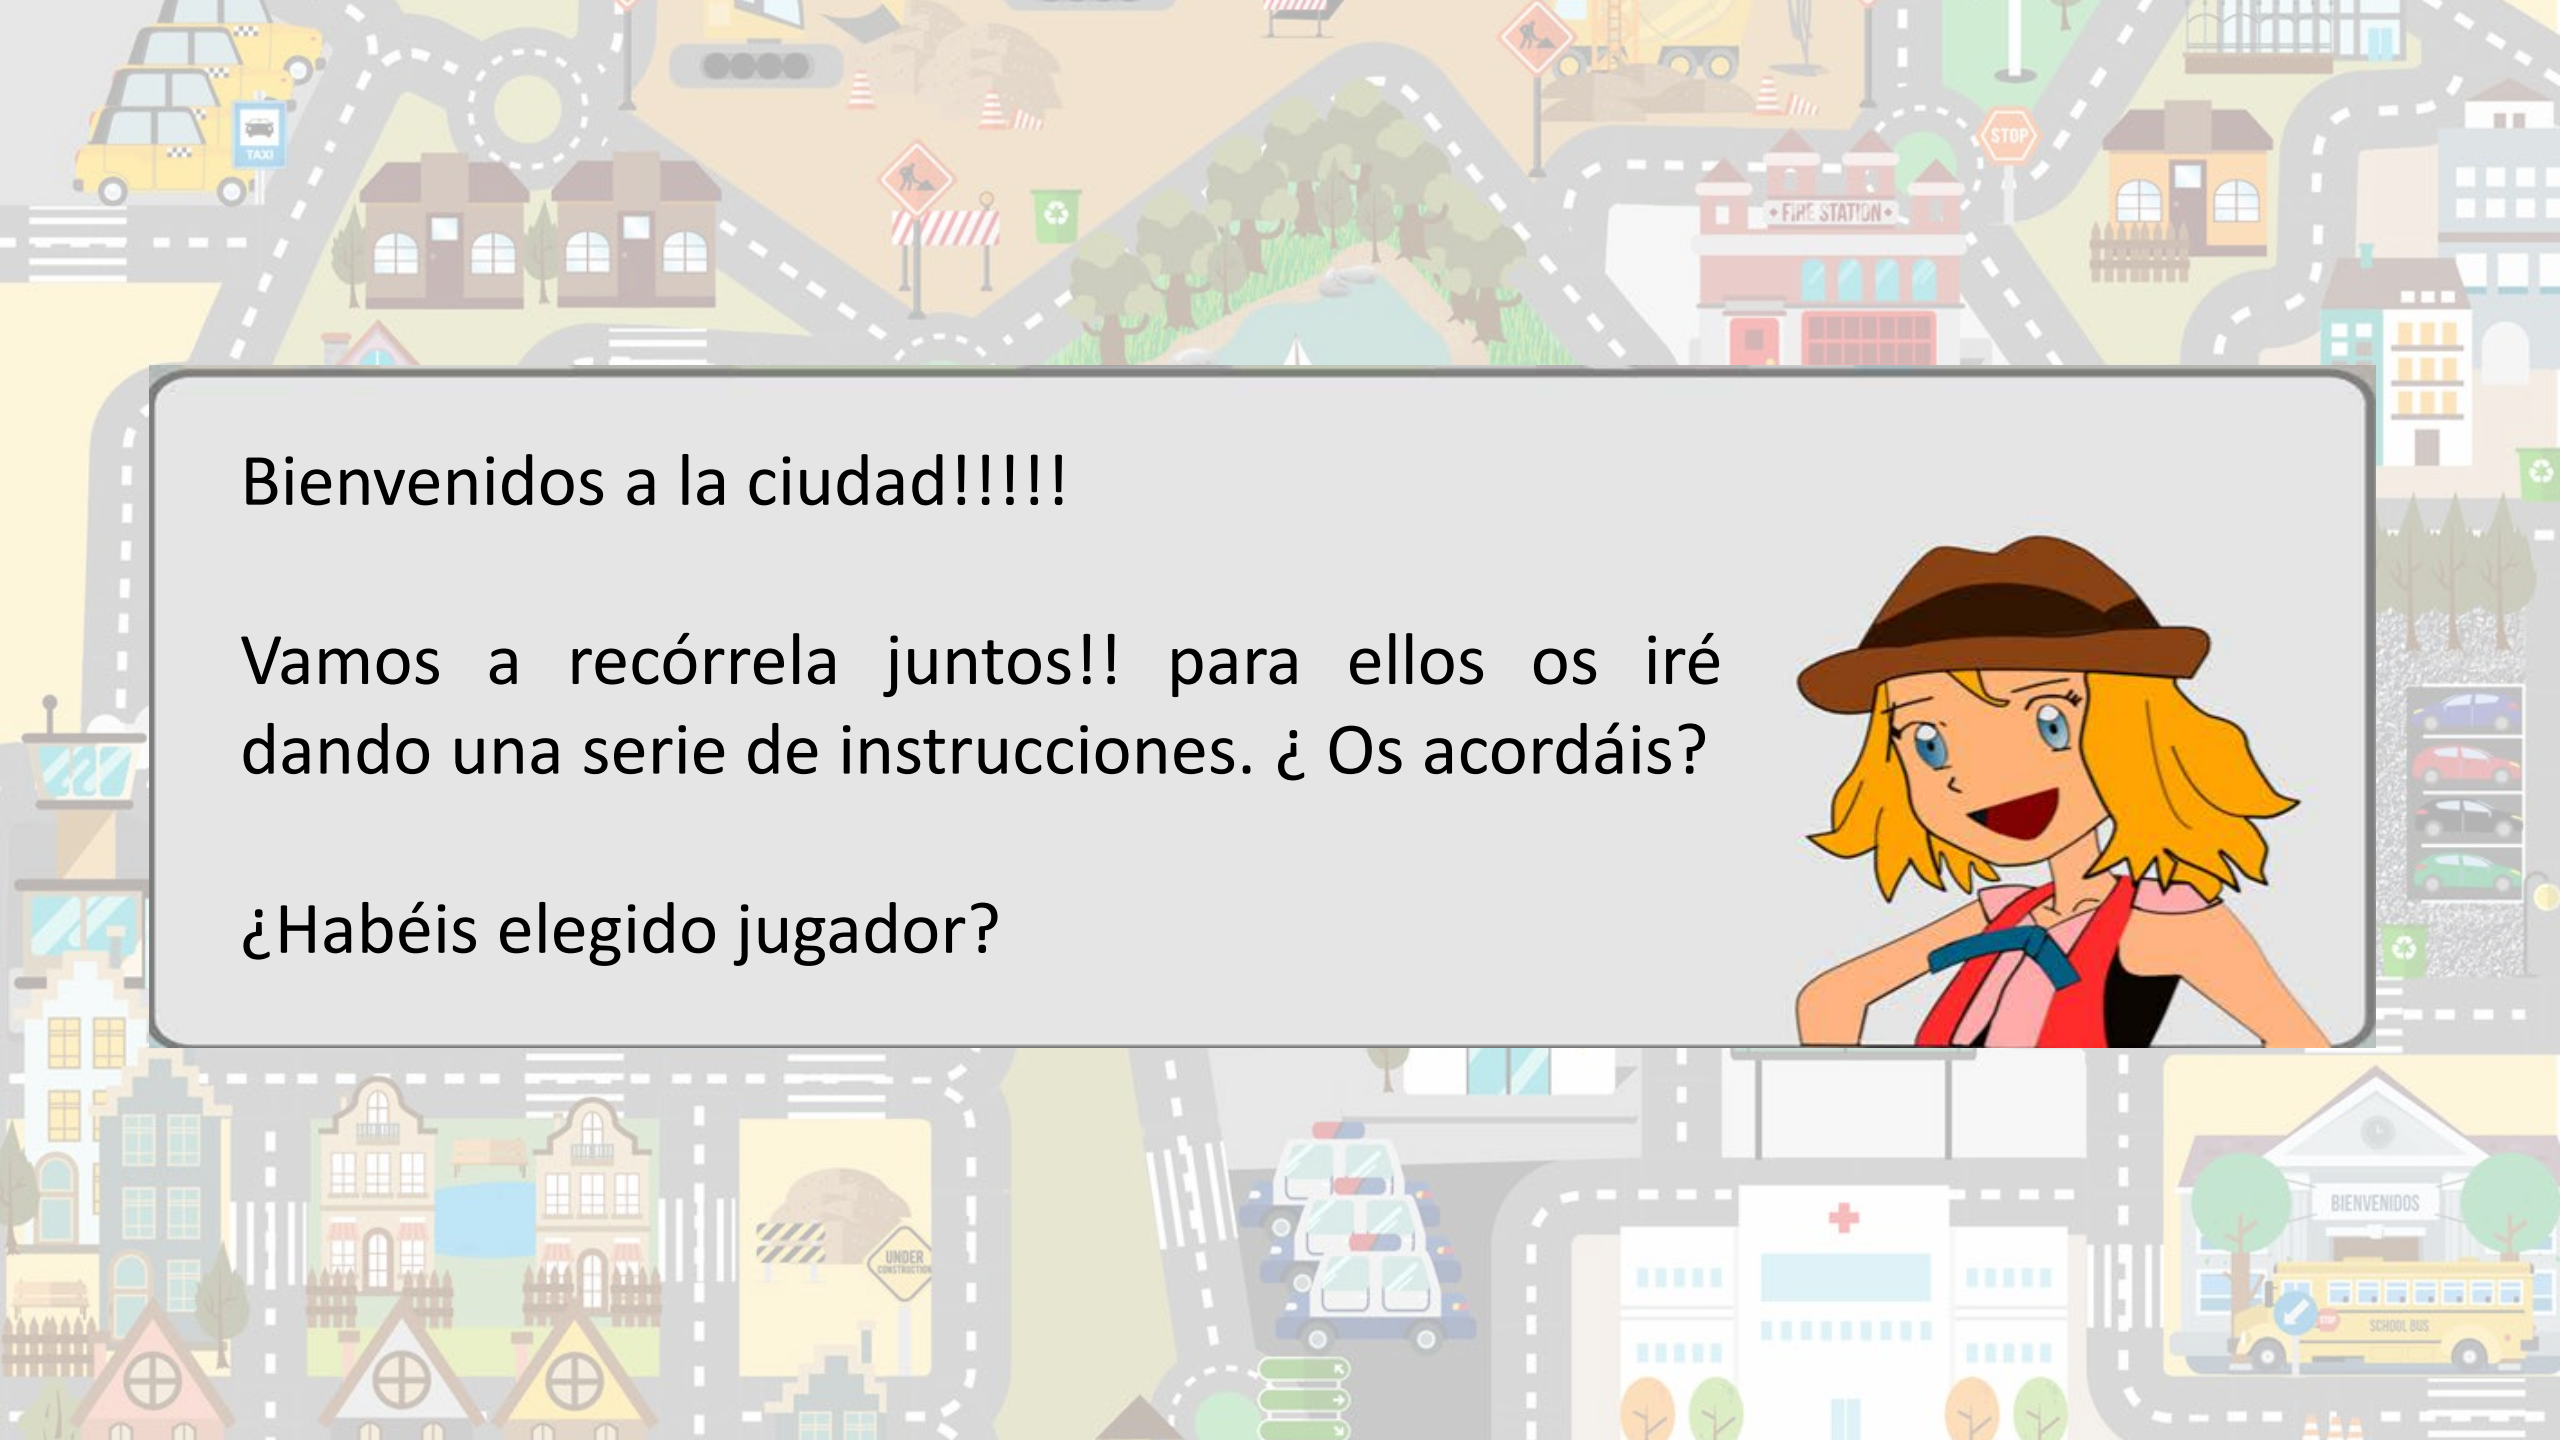 TAXI
STOP
FIRE STATION
Bienvenidos a la ciudad!!!!!
Vamos a recórrela juntos!! para ellos os iré
dando una serie de instrucciones. ¿ Os acordáis?
¿Habéis elegido jugador?
BIENVENIDOS
UNDER
CONSTRUCTION
STOP
SCHOOL BUS